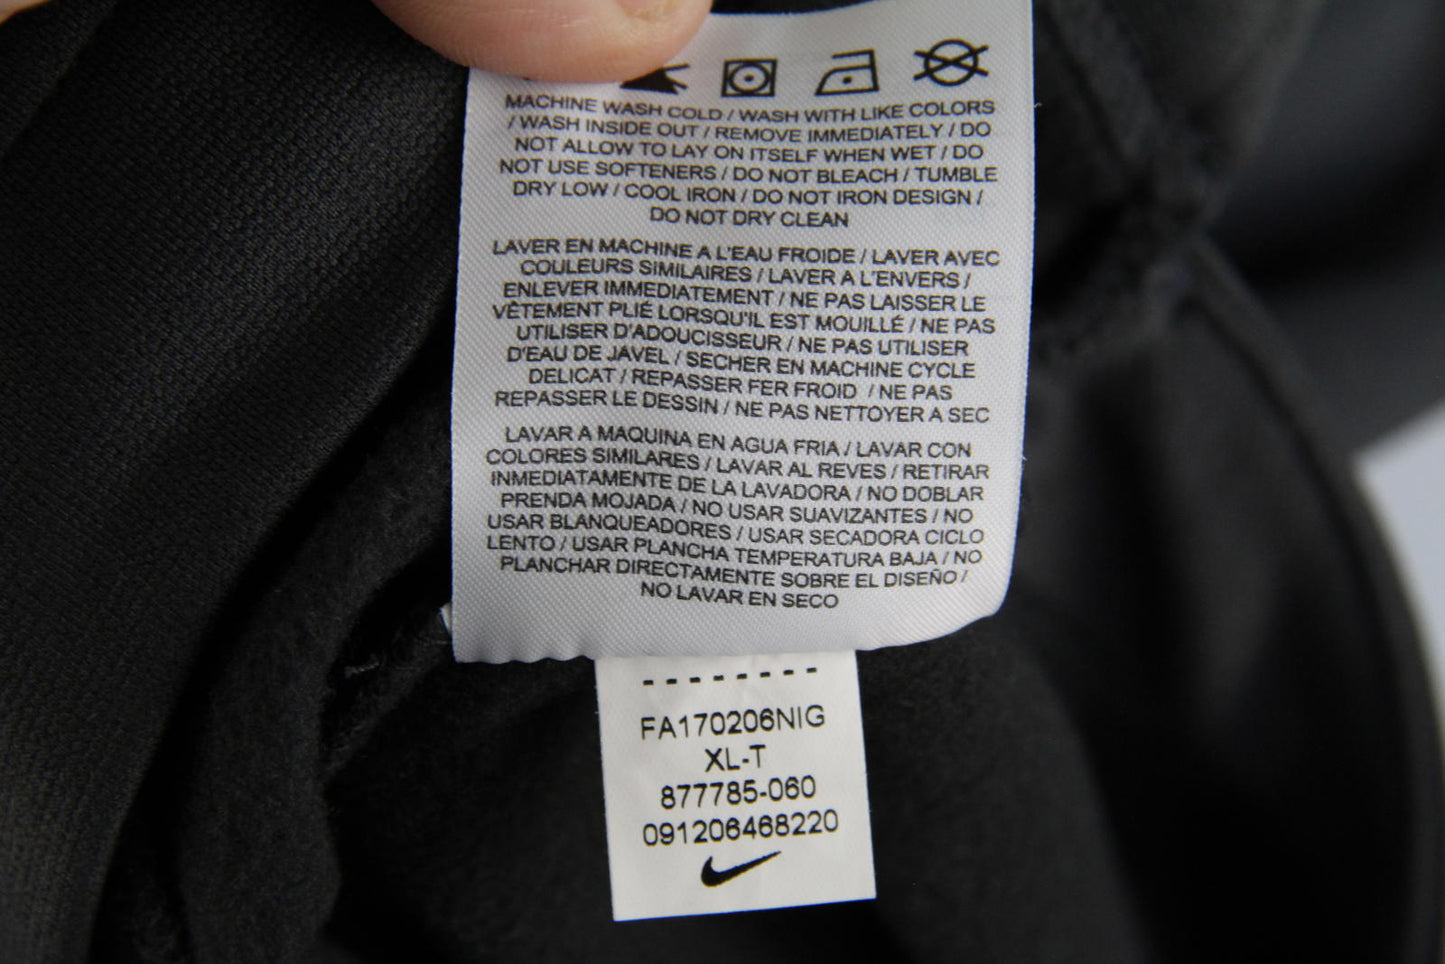 MACHINE WASH COLD / WASH WITH LIKE COLORS
/ WASH INSIDE OUT / REMOVE IMMEDIATELY / DO
NOT ALLOW TO LAY ON ITSELF WHEN WET / DO
NOT USE SOFTENERS / DO NOT BLEACH / TUMBLE
DRY LOW / COOL IRON / DO NOT IRON DESIGN /
DO NOT DRY CLEAN
LAVER EN MACHINE A L'EAU FROIDE / LAVER AVEC
COULEURS SIMILAIRES / LAVER A L'ENVERS /
ENLEVER IMMEDIATEMENT / NE PAS LAISSER LE
VÊTEMENT PLIÉ LORSQU'IL EST MOUILLÉ / NE PAS
UTILISER D'ADOUCISSEUR / NE PAS UTILISER
D'EAU DE JAVEL / SECHER EN MACHINE CYCLE
DELICAT / REPASSER FER FROID / NE PAS
REPASSER LE DESSIN / NE PAS NETTOYER A SEC
LAVAR A MAQUINA EN AGUA FRIA / LAVAR CON
COLORES SIMILARES / LAVAR AL REVES / RETIRAR
INMEDIATAMENTE DE LA LAVADORA / NO DOBLAR
PRENDA MOJADA / NO USAR SUAVIZANTES / NO
USAR BLANQUEADORES / USAR SECADORA CICLO
LENTO / USAR PLANCHA TEMPERATURA BAJA / NO
PLANCHAR DIRECTAMENTE SOBRE EL DISEÑO /
NO LAVAR EN SECO
--------
FA170206NIG
XL-T
877785-060
091206468220